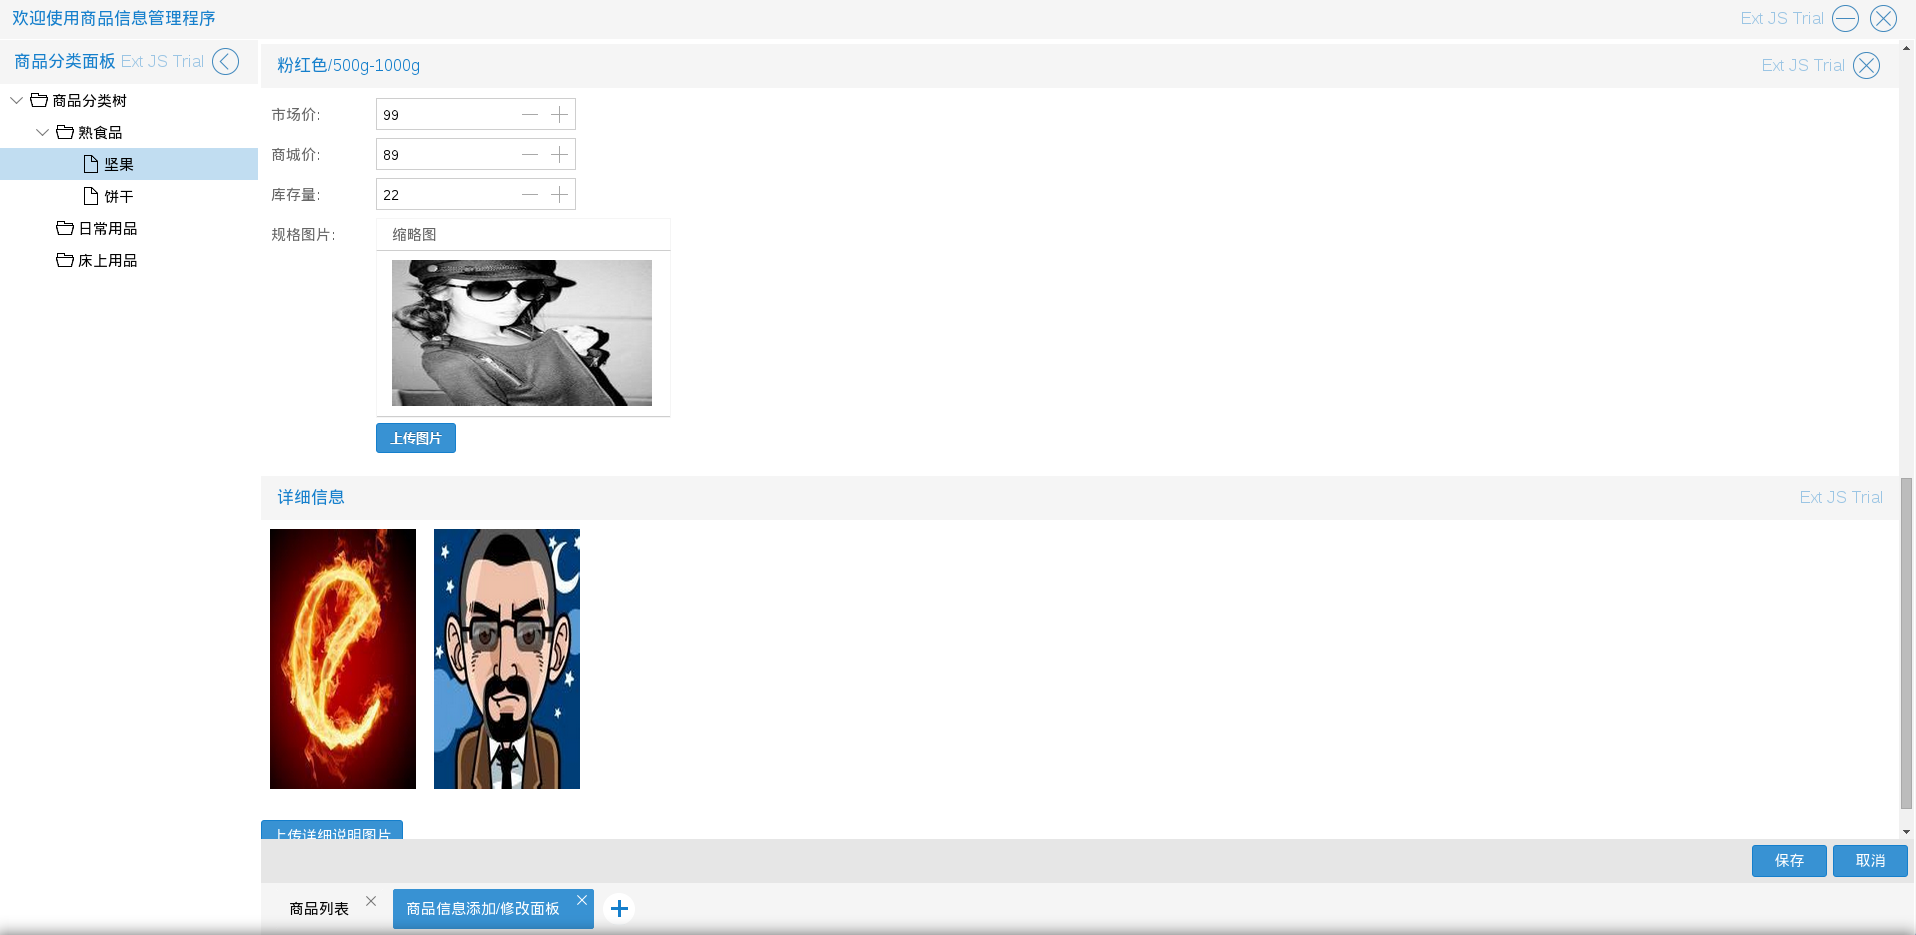 欢迎使用商品信息管理程序
Ext JS Trial
商品分类面板 Ext JS Trial
商品分类树
熟食品
坚果
饼干
日常用品
床上用品
粉红色/500g-1000g
Ext JS Trial
市场价: 99
商城价: 89
库存量: 22
规格图片: 缩略图
上传图片
详细信息
Ext JS Trial
上传详细说明图片
保存 取消
商品列表 商品信息添加/修改面板